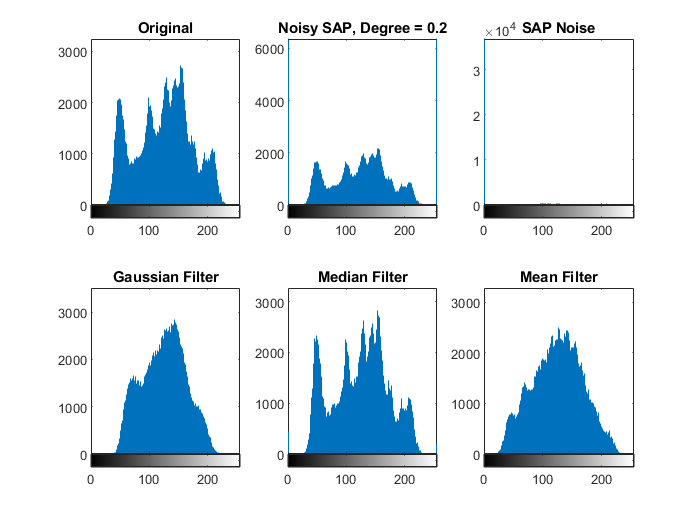 Original
3000
2000
1000
0
0 100 200
Noisy SAP, Degree = 0.2
6000
4000
2000
0
0 100 200
×10⁴ SAP Noise
3
2
1
0
0 100 200
Gaussian Filter
3000
2000
1000
0
0 100 200
Median Filter
3000
2000
1000
0
0 100 200
Mean Filter
3000
2000
1000
0
0 100 200